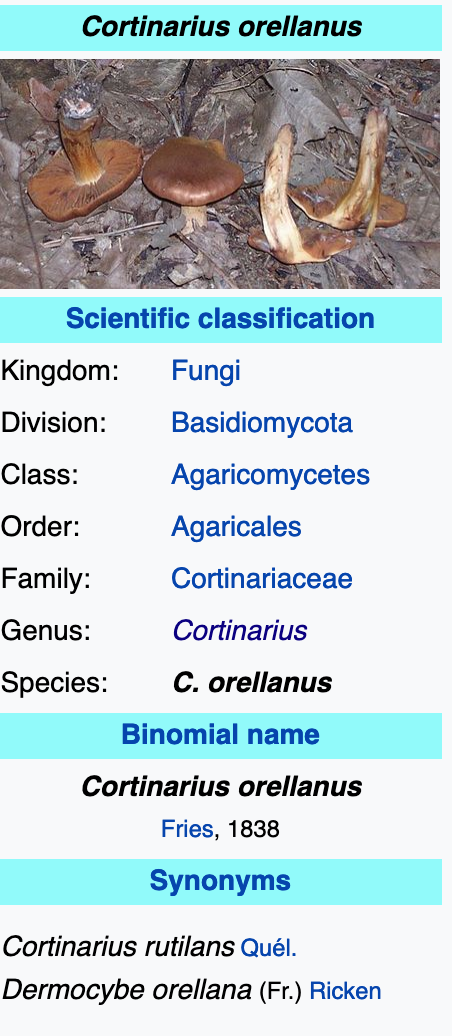 Cortinarius orellanus
Scientific classification
Kingdom: Fungi
Division: Basidiomycota
Class: Agaricomycetes
Order: Agaricales
Family: Cortinariaceae
Genus: Cortinarius
Species: C. orellanus
Binomial name
Cortinarius orellanus
Fries, 1838
Synonyms
Cortinarius rutilans Quél.
Dermocybe orellana (Fr.) Ricken